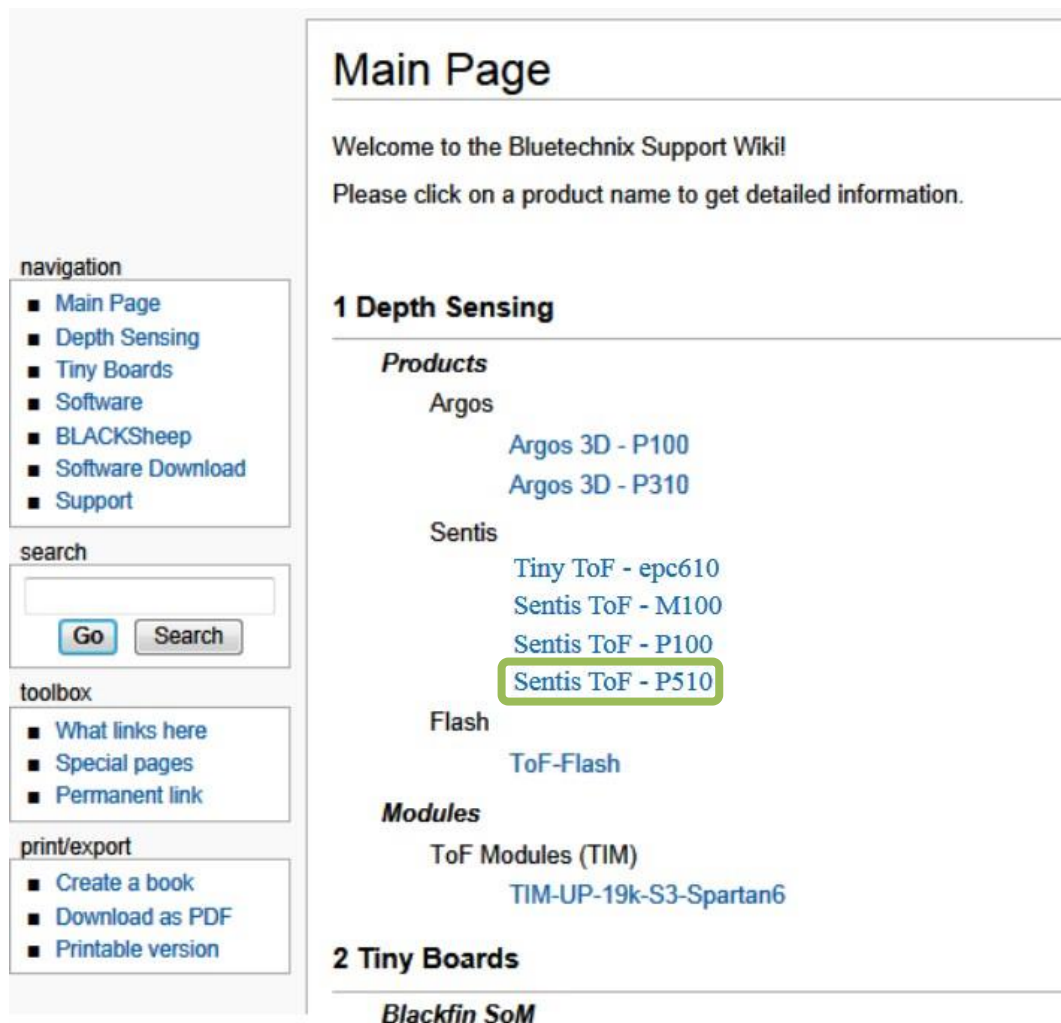 Main Page
Welcome to the Bluetechnix Support Wiki!
Please click on a product name to get detailed information.
navigation
Main Page
Depth Sensing
Tiny Boards
Software
BLACKSheep
Software Download
Support
search
Go Search
toolbox
What links here
Special pages
Permanent link
print/export
Create a book
Download as PDF
Printable version
1 Depth Sensing
Products
Argos
Argos 3D - P100
Argos 3D - P310
Sentis
Tiny ToF - epc610
Sentis ToF - M100
Sentis ToF - P100
Sentis ToF - P510
Flash
ToF-Flash
Modules
ToF Modules (TIM)
TIM-UP-19k-S3-Spartan6
2 Tiny Boards
Blackfin SoM